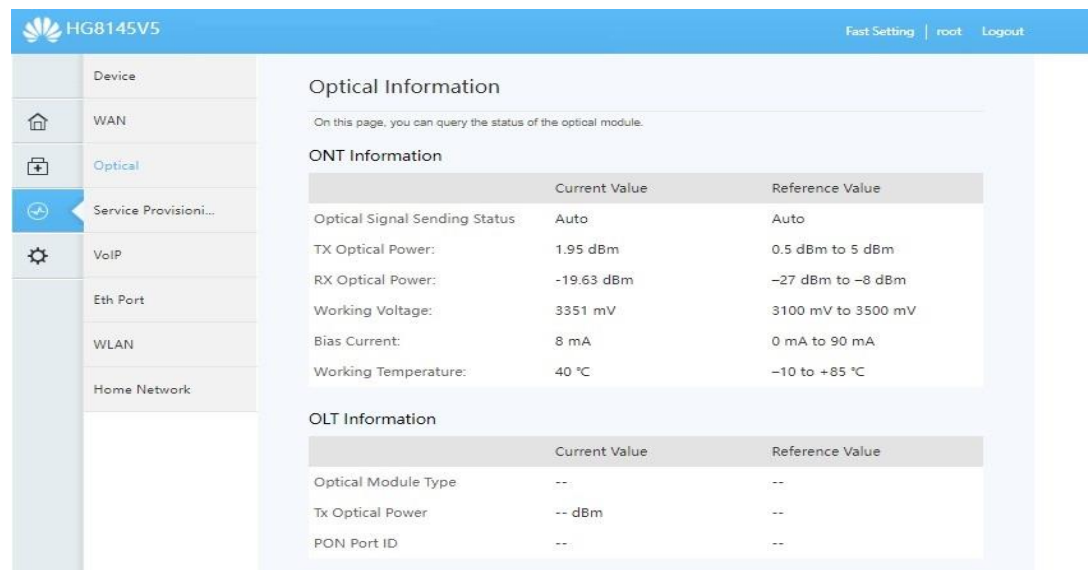 HG8145V5
Fast Setting | root Logout
Device
WAN
Optical
Service Provisioni...
VoIP
Eth Port
WLAN
Home Network
Optical Information
On this page, you can query the status of the optical module.
ONT Information
Current Value Reference Value
Optical Signal Sending Status Auto Auto
TX Optical Power: 1.95 dBm 0.5 dBm to 5 dBm
RX Optical Power: -19.63 dBm –27 dBm to –8 dBm
Working Voltage: 3351 mV 3100 mV to 3500 mV
Bias Current: 8 mA 0 mA to 90 mA
Working Temperature: 40 °C –10 to +85 °C
OLT Information
Current Value Reference Value
Optical Module Type -- --
Tx Optical Power -- dBm --
PON Port ID -- --